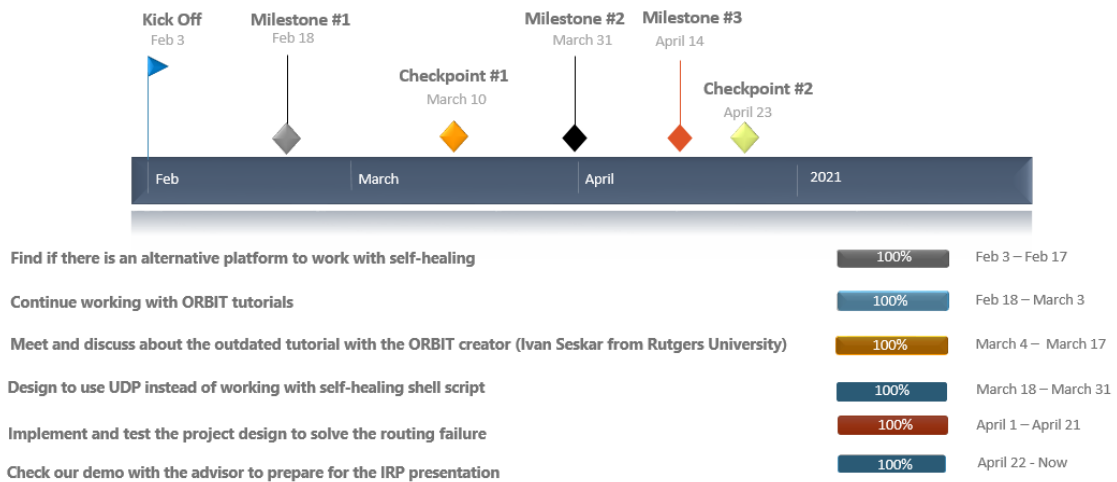 Kick Off
Feb 3
Milestone #1
Feb 18
Milestone #2
March 31
Milestone #3
April 14
Checkpoint #1
March 10
Checkpoint #2
April 23
Feb
March
April
2021
Find if there is an alternative platform to work with self-healing 100% Feb 3 – Feb 17
Continue working with ORBIT tutorials 100% Feb 18 – March 3
Meet and discuss about the outdated tutorial with the ORBIT creator (Ivan Seskar from Rutgers University) 100% March 4 – March 17
Design to use UDP instead of working with self-healing shell script 100% March 18 – March 31
Implement and test the project design to solve the routing failure 100% April 1 – April 21
Check our demo with the advisor to prepare for the IRP presentation 100% April 22 - Now